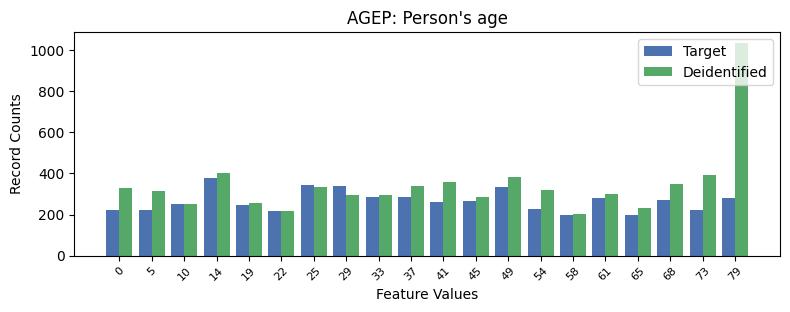 AGEP: Person's age
Target
Deidentified
Record Counts
1000
800
600
400
200
0
0 5 10 14 19 22 25 29 33 37 41 45 49 54 58 61 65 68 73 79
Feature Values